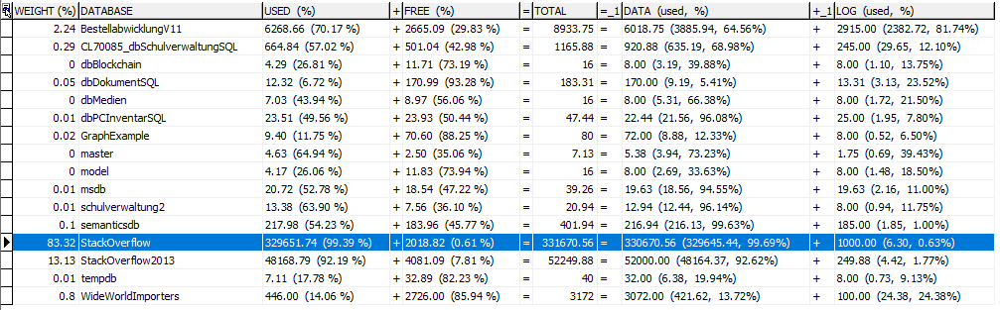 WEIGHT (%) DATABASE USED (%) + FREE (%) = TOTAL =_1 DATA (used, %) +_1 LOG (used, %)
2.24 BestellabwicklungV11 6268.66 (70.17 %) + 2665.09 (29.83 %) = 8933.75 = 6018.75 (3885.94, 64.56%) + 2915.00 (2382.72, 81.74%)
0.29 CL70085_dbSchulverwaltungSQL 664.84 (57.02 %) + 501.04 (42.98 %) = 1165.88 = 920.88 (635.19, 68.98%) + 245.00 (29.65, 12.10%)
0 dbBlockchain 4.29 (26.81 %) + 11.71 (73.19 %) = 16 = 8.00 (3.19, 39.88%) + 8.00 (1.10, 13.75%)
0.05 dbDokumentSQL 12.32 (6.72 %) + 170.99 (93.28 %) = 183.31 = 170.00 (9.19, 5.41%) + 13.31 (3.13, 23.52%)
0 dbMedien 7.03 (43.94 %) + 8.97 (56.06 %) = 16 = 8.00 (5.31, 66.38%) + 8.00 (1.72, 21.50%)
0.01 dbPCInventarSQL 23.51 (49.56 %) + 23.93 (50.44 %) = 47.44 = 22.44 (21.56, 96.08%) + 25.00 (1.95, 7.80%)
0.02 GraphExample 9.40 (11.75 %) + 70.60 (88.25 %) = 80 = 72.00 (8.88, 12.33%) + 8.00 (0.52, 6.50%)
0 master 4.63 (64.94 %) + 2.50 (35.06 %) = 7.13 = 5.38 (3.94, 73.23%) + 1.75 (0.69, 39.43%)
0 model 4.17 (26.06 %) + 11.83 (73.94 %) = 16 = 8.00 (2.69, 33.63%) + 8.00 (1.48, 18.50%)
0.01 msdb 20.72 (52.78 %) + 18.54 (47.22 %) = 39.26 = 19.63 (18.56, 94.55%) + 19.63 (2.16, 11.00%)
0.01 schulverwaltung2 13.38 (63.90 %) + 7.56 (36.10 %) = 20.94 = 12.94 (12.44, 96.14%) + 8.00 (0.94, 11.75%)
0.1 semanticsdb 217.98 (54.23 %) + 183.96 (45.77 %) = 401.94 = 216.94 (216.13, 99.63%) + 185.00 (1.85, 1.00%)
83.32 StackOverflow 329651.74 (99.39 %) + 2018.82 (0.61 %) = 331670.56 = 330670.56 (329645.44, 99.69%) + 1000.00 (6.30, 0.63%)
13.13 StackOverflow2013 48168.79 (92.19 %) + 4081.09 (7.81 %) = 52249.88 = 52000.00 (48164.37, 92.62%) + 249.88 (4.42, 1.77%)
0.01 tempdb 7.11 (17.78 %) + 32.89 (82.23 %) = 40 = 32.00 (6.38, 19.94%) + 8.00 (0.73, 9.13%)
0.8 WideWorldImporters 446.00 (14.06 %) + 2726.00 (85.94 %) = 3172 = 3072.00 (421.62, 13.72%) + 100.00 (24.38, 24.38%)